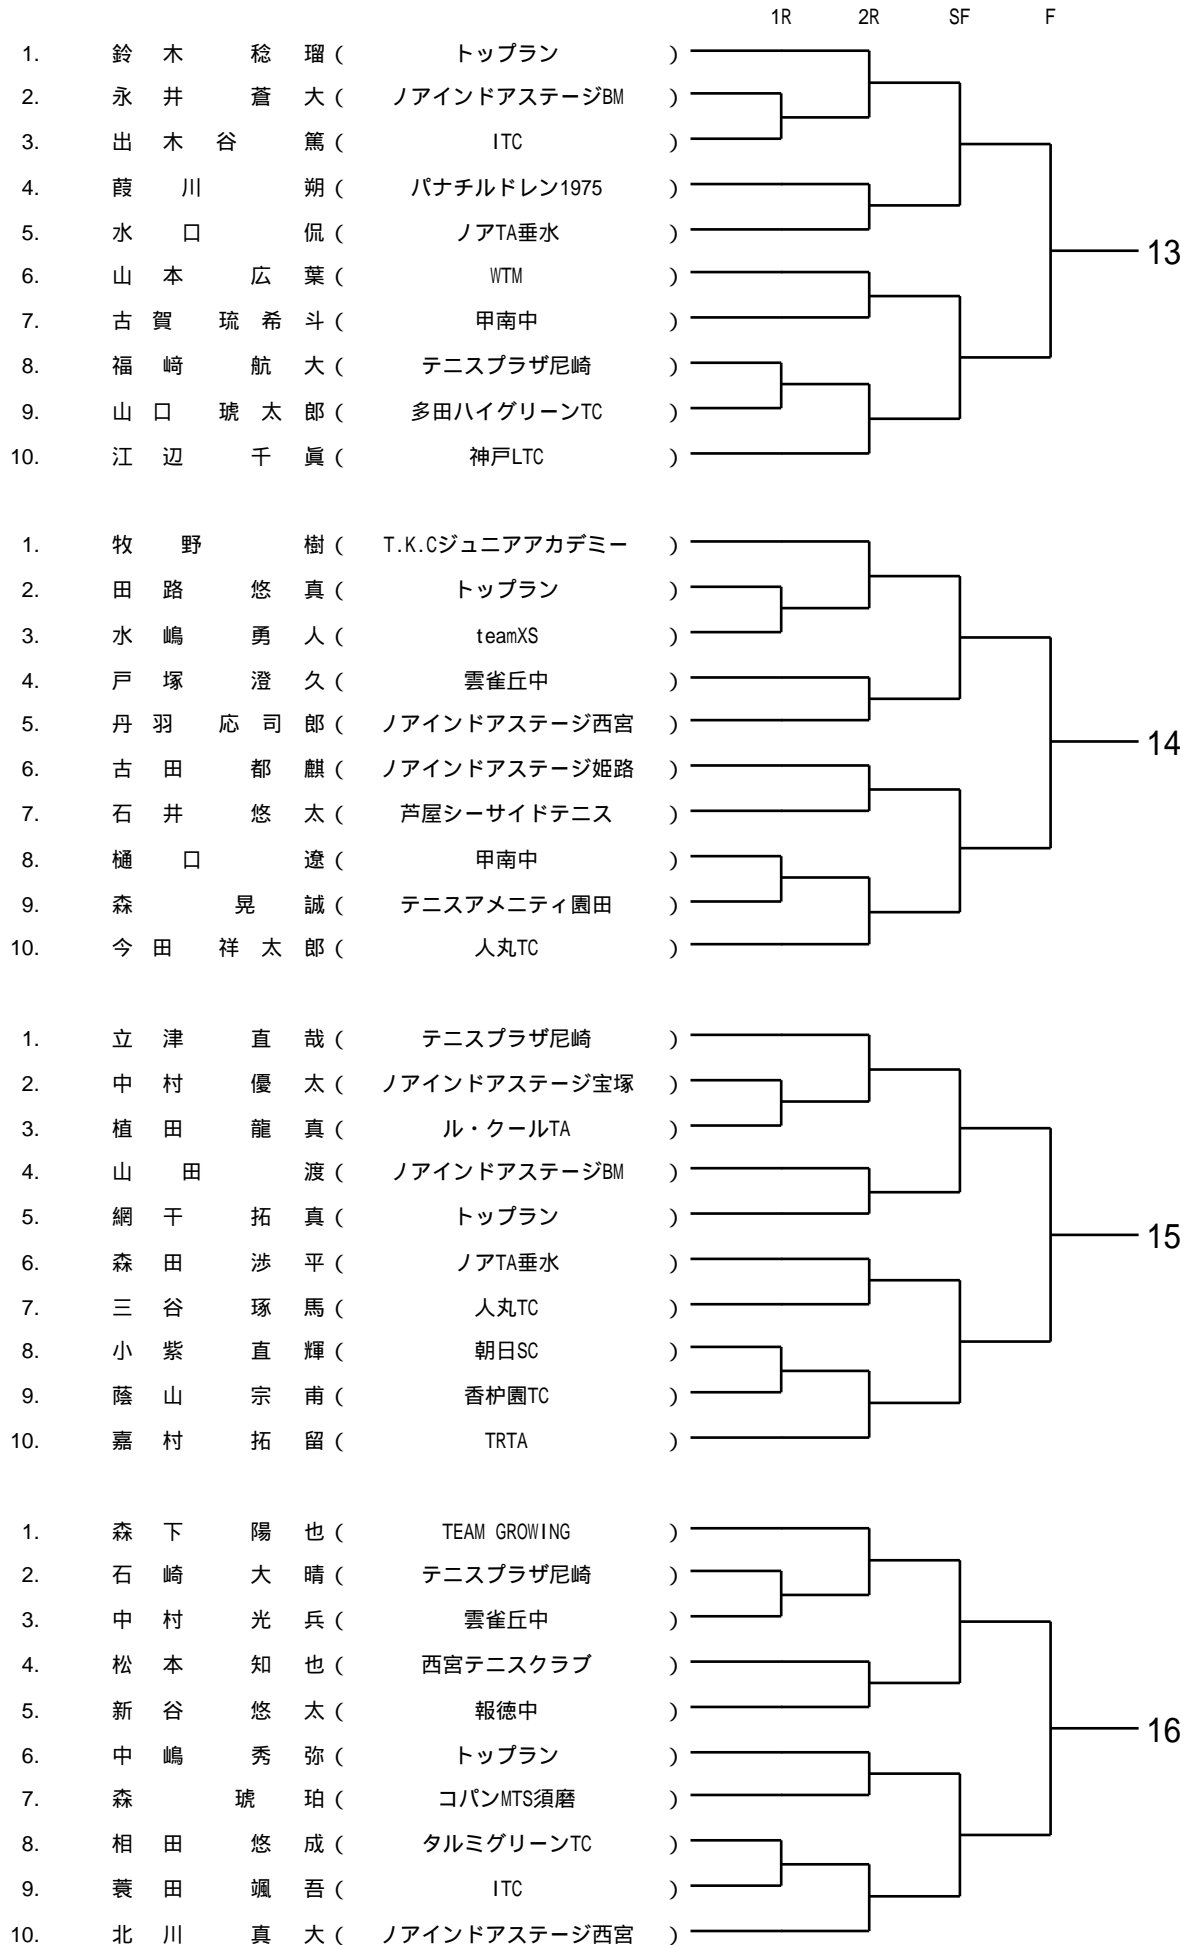 1R 2R SF F
1. 鈴木 稔瑠 ( トップラン )
2. 永井 蒼大 ( ノアインドアステージBM )
3. 出木谷 篤 ( ITC )
4. 葭川 朔 ( パナチルドレン1975 )
5. 水口 侃 ( ノアTA垂水 )
13
6. 山本 広葉 ( WTM )
7. 古賀 琉希斗 ( 甲南中 )
8. 福﨑 航大 ( テニスプラザ尼崎 )
9. 山口 琥太郎 ( 多田ハイグリーンTC )
10. 江辺 千眞 ( 神戸LTC )
1. 牧野 樹 ( T.K.Cジュニアアカデミー )
2. 田路 悠真 ( トップラン )
3. 水嶋 勇人 ( teamXS )
4. 戸塚 澄久 ( 雲雀丘中 )
5. 丹羽 応司郎 ( ノアインドアステージ西宮 )
14
6. 古田 都麒 ( ノアインドアステージ姫路 )
7. 石井 悠太 ( 芦屋シーサイドテニス )
8. 樋口 遼 ( 甲南中 )
9. 森 晃誠 ( テニスアメニティ園田 )
10. 今田 祥太郎 ( 人丸TC )
1. 立津 直哉 ( テニスプラザ尼崎 )
2. 中村 優太 ( ノアインドアステージ宝塚 )
3. 植田 龍真 ( ル・クールTA )
4. 山田 渡 ( ノアインドアステージBM )
5. 網干 拓真 ( トップラン )
15
6. 森田 渉平 ( ノアTA垂水 )
7. 三谷 琢馬 ( 人丸TC )
8. 小紫 直輝 ( 朝日SC )
9. 蔭山 宗甫 ( 香枦園TC )
10. 嘉村 拓留 ( TRTA )
1. 森下 陽也 ( TEAM GROWING )
2. 石崎 大晴 ( テニスプラザ尼崎 )
3. 中村 光兵 ( 雲雀丘中 )
4. 松本 知也 ( 西宮テニスクラブ )
5. 新谷 悠太 ( 報徳中 )
16
6. 中嶋 秀弥 ( トップラン )
7. 森 琥珀 ( コパンMTS須磨 )
8. 相田 悠成 ( タルミグリーンTC )
9. 蓑田 颯吾 ( ITC )
10. 北川 真大 ( ノアインドアステージ西宮 )